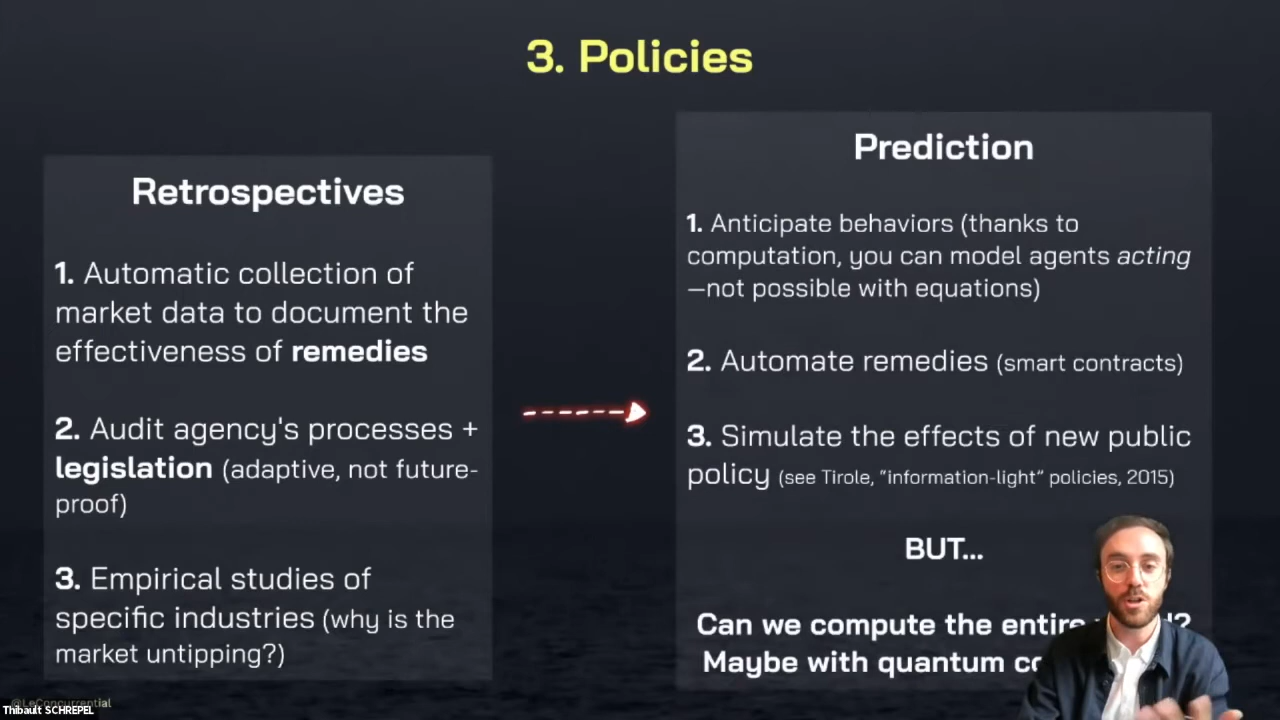 3. Policies
Retrospectives
1. Automatic collection of
market data to document the
effectiveness of remedies
2. Audit agency's processes +
legislation (adaptive, not future-
proof)
3. Empirical studies of
specific industries (why is the
market untipping?)
Prediction
1. Anticipate behaviors (thanks to
computation, you can model agents acting
—not possible with equations)
2. Automate remedies (smart contracts)
3. Simulate the effects of new public
policy (see Tirole, "information-light" policies, 2015)
BUT...
Can we compute the entire
Maybe with quantum
@LeConcurrential
Thibault SCHREPEL